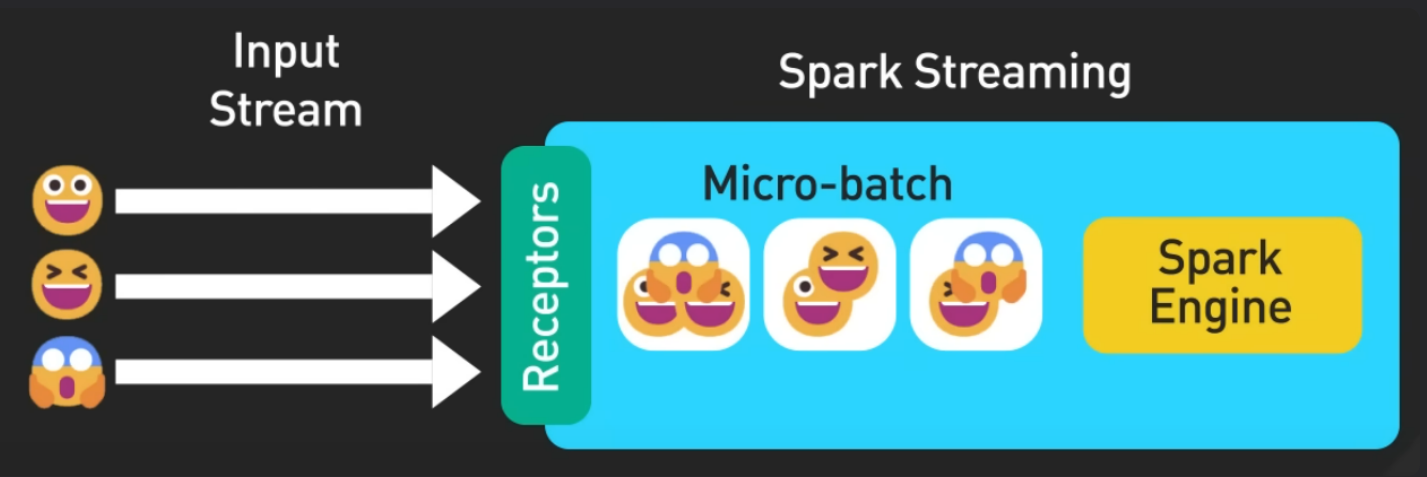 Input
Stream
Spark Streaming
Receptors
Micro-batch
Spark
Engine